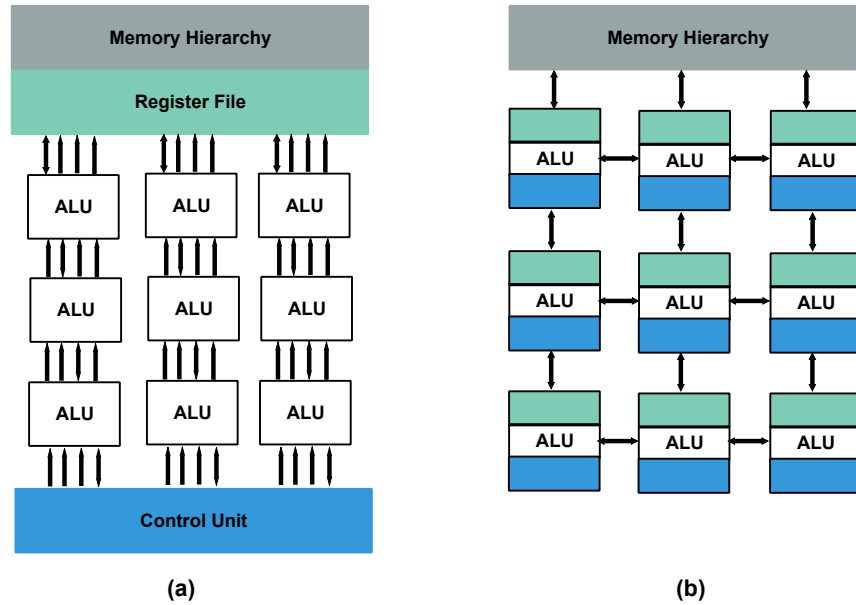 Memory Hierarchy
Register File
ALU ALU ALU
ALU ALU ALU
ALU ALU ALU
Control Unit
(a)
Memory Hierarchy
ALU ALU ALU
ALU ALU ALU
ALU ALU ALU
(b)